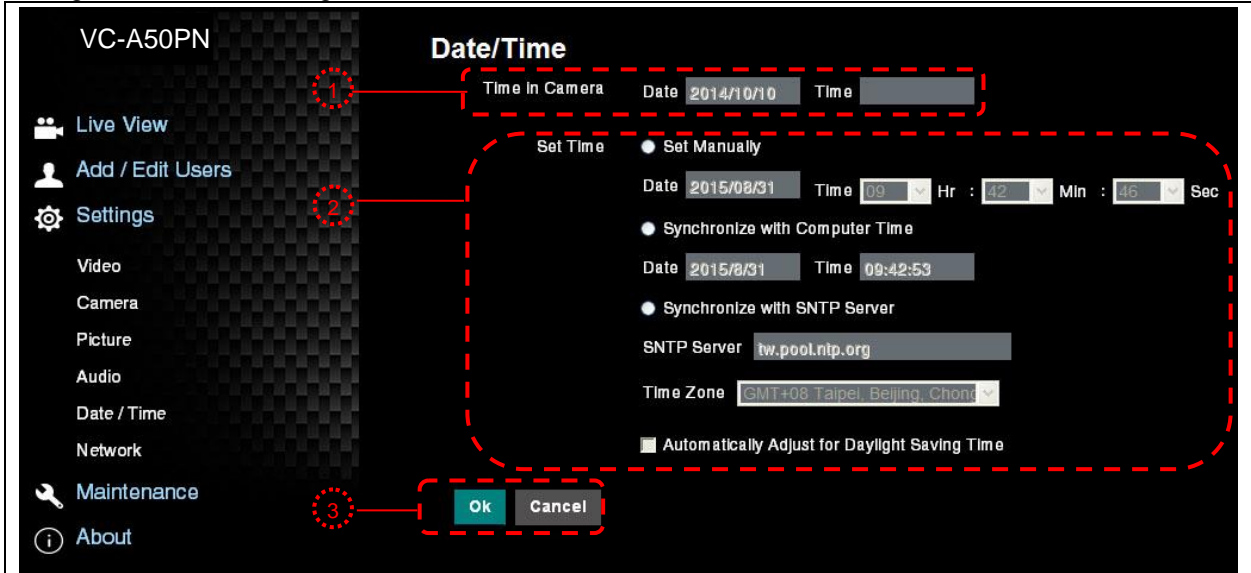 VC-A50PN
Date/Time
1
Time in Camera Date 2014/10/10 Time
Live View
Set Time Set Manually
Add / Edit Users
Date 2015/08/31 Time 09 Hr : 42 Min : 46 Sec
2
Settings
Synchronize with Computer Time
Video
Date 2015/8/31 Time 09:42:53
Camera
Synchronize with SNTP Server
Picture
SNTP Server tw.pool.ntp.org
Audio
Time Zone GMT+08 Taipei, Beijing, Chong
Date / Time
Automatically Adjust for Daylight Saving Time
Network
Maintenance
3
Ok Cancel
About